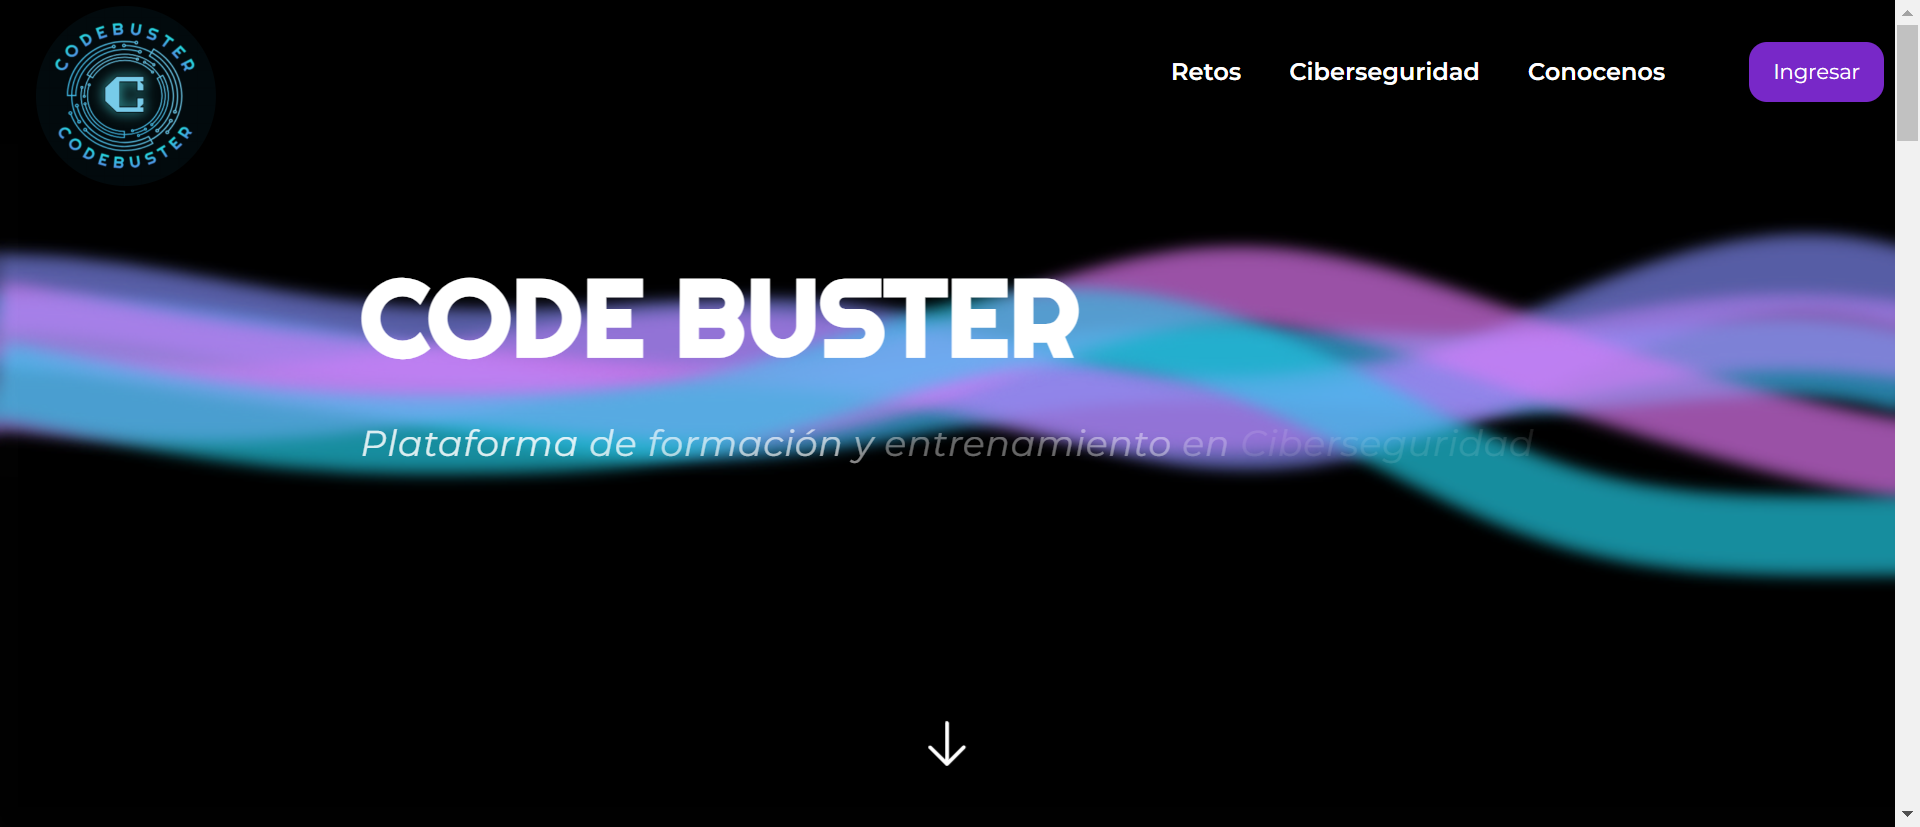 CODEBUSTER
C
CODEBUSTER
Retos Ciberseguridad Conocenos Ingresar
CODE BUSTER
Plataforma de formación y entrenamiento en Ciberseguridad